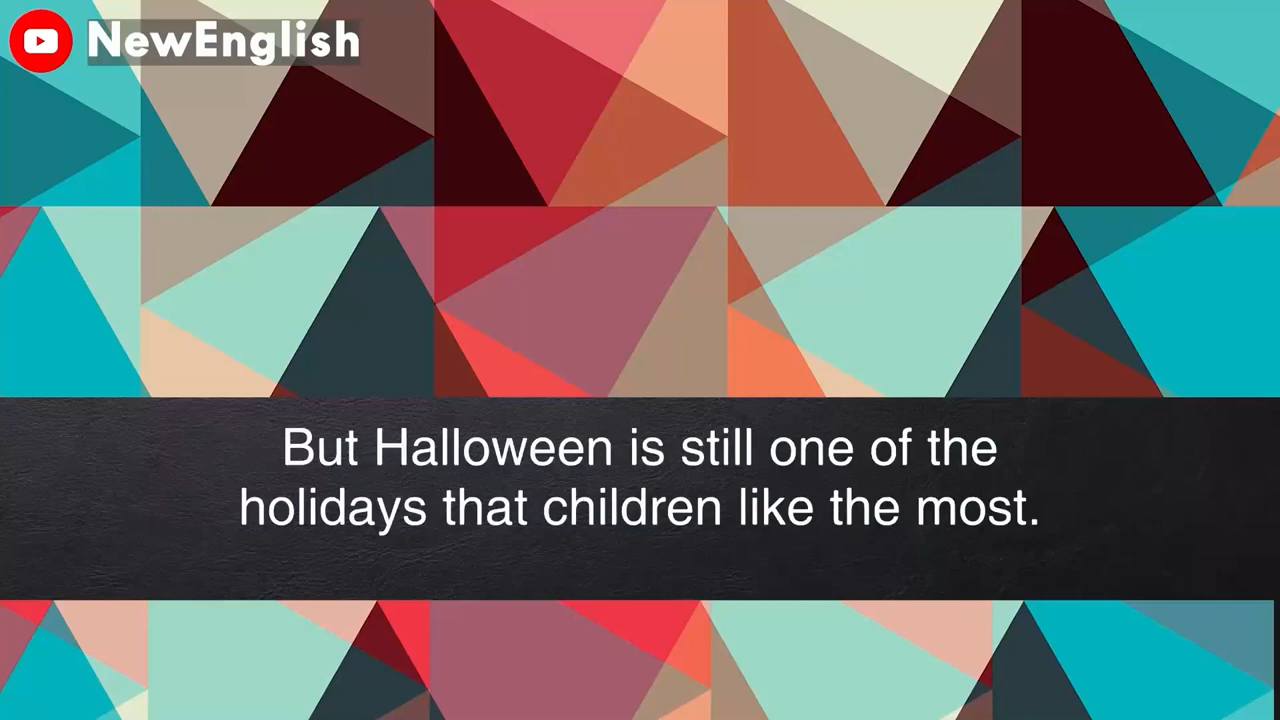 NewEnglish
But Halloween is still one of the
holidays that children like the most.